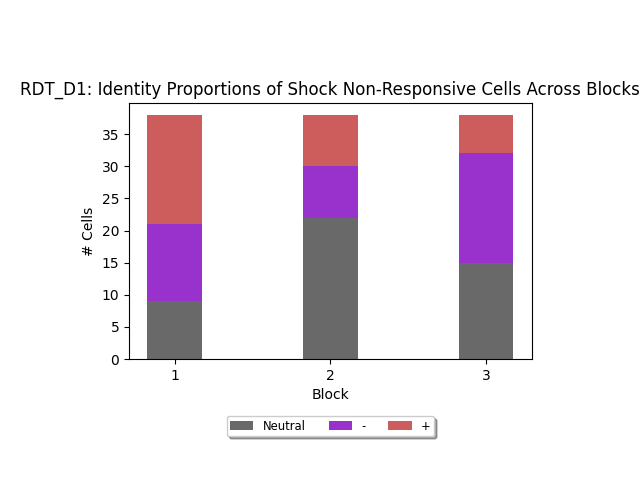 RDT_D1: Identity Proportions of Shock Non-Responsive Cells Across Blocks
35
30
25
20
15
10
5
0
# Cells
1 2 3
Block
Neutral - +